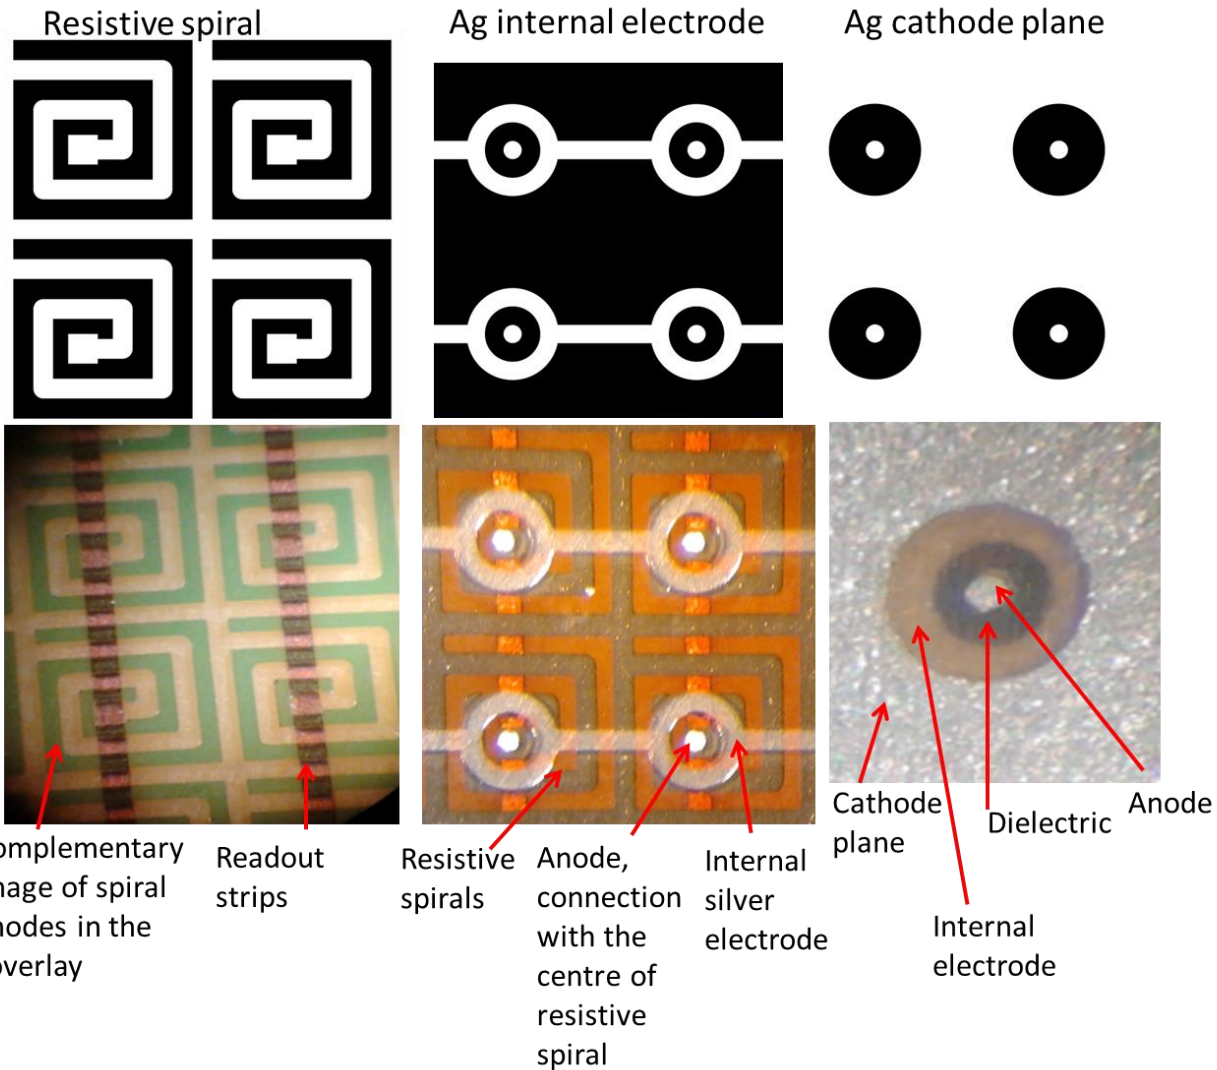 Resistive spiral
Ag internal electrode
Ag cathode plane
omplementary
mage of spiral
nodes in the
overlay
Readout
strips
Resistive
spirals
Anode,
connection
with the
centre of
resistive
spiral
Internal
silver
electrode
Cathode
plane
Internal
electrode
Dielectric
Anode